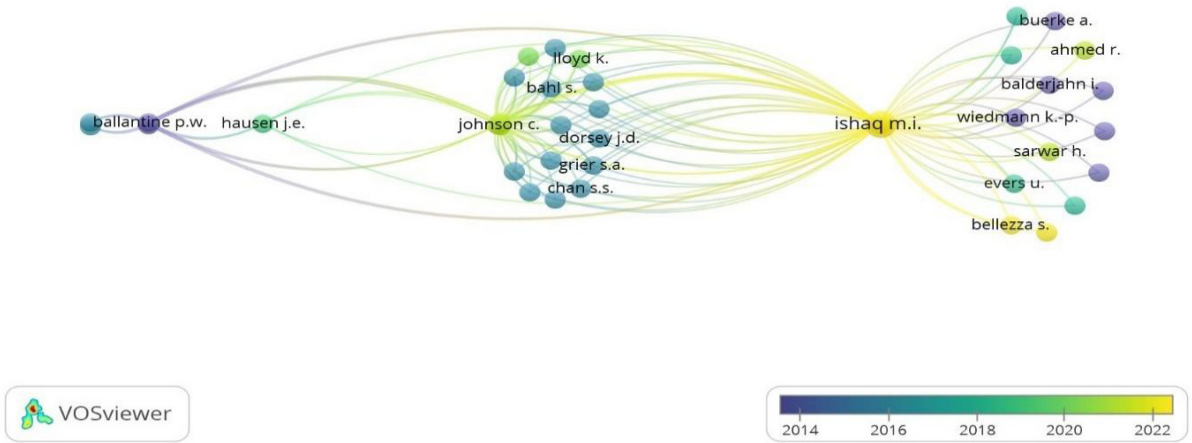 buerke a.
ahmed r.
lloyd k.
balderjahn i.
bahl s.
wiedmann k.-p.
ballantine p.w.
hausen j.e.
johnson c.
ishaq m.i.
dorsey j.d.
sarwar h.
grier s.a.
evers u.
chan s.s.
bellezza s.
VOSviewer
2014 2016 2018 2020 2022